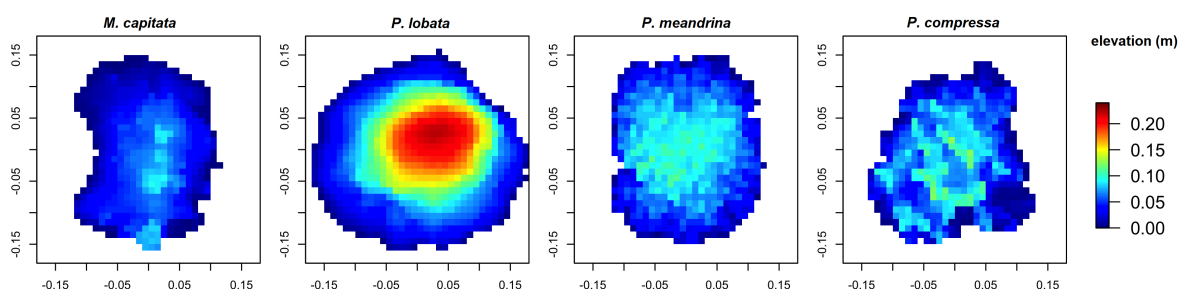 M. capitata P. lobata P. meandrina P. compressa
elevation (m)
0.15 0.15 0.15 0.15
0.05 0.05 0.05 0.05
-0.05 -0.05 -0.05 -0.05
-0.15 -0.15 -0.15 -0.15
0.20
0.15
0.10
0.05
0.00
-0.15 -0.05 0.05 0.15 -0.15 -0.05 0.05 0.15 -0.15 -0.05 0.05 0.15 -0.15 -0.05 0.05 0.15